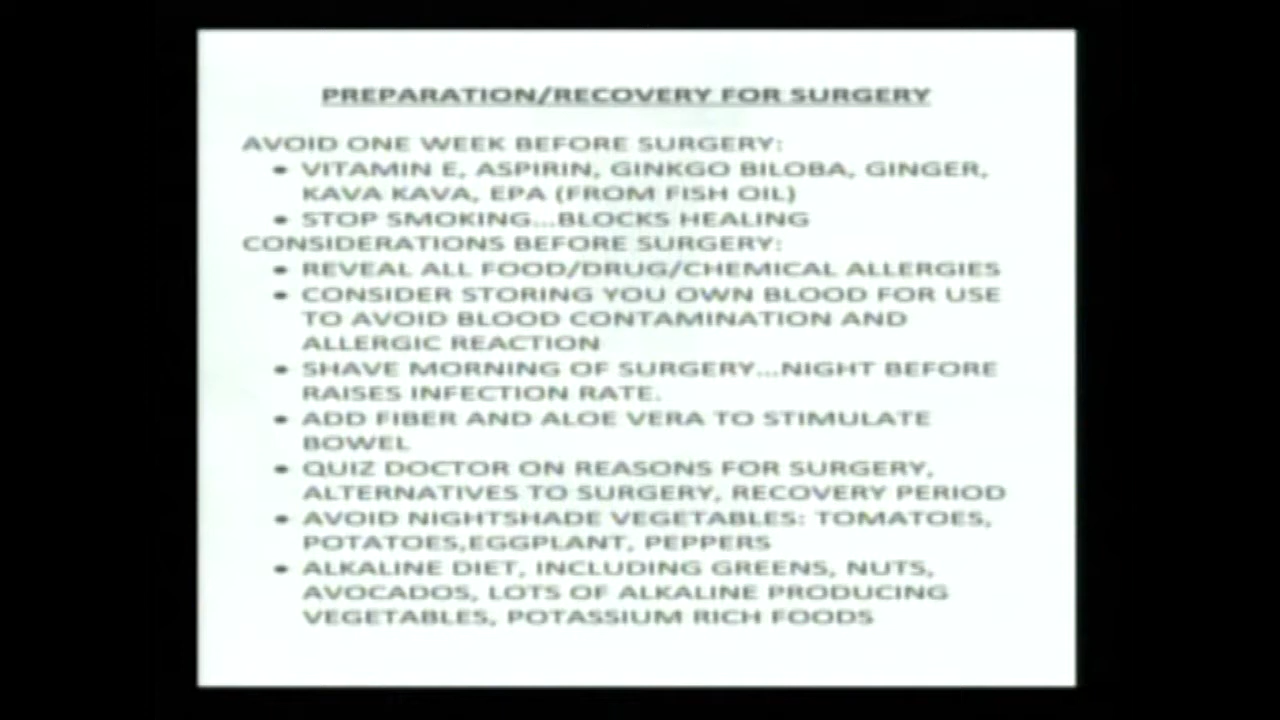 PREPARATION/RECOVERY FOR SURGERY
AVOID ONE WEEK BEFORE SURGERY:
• VITAMIN E, ASPIRIN, GINKGO BILOBA, GINGER,
KAVA KAVA, EPA (FROM FISH OIL)
• STOP SMOKING...BLOCKS HEALING
CONSIDERATIONS BEFORE SURGERY:
• REVEAL ALL FOOD/DRUG/CHEMICAL ALLERGIES
• CONSIDER STORING YOU OWN BLOOD FOR USE
TO AVOID BLOOD CONTAMINATION AND
ALLERGIC REACTION
• SHAVE MORNING OF SURGERY...NIGHT BEFORE
RAISES INFECTION RATE.
• ADD FIBER AND ALOE VERA TO STIMULATE
BOWEL
• QUIZ DOCTOR ON REASONS FOR SURGERY,
ALTERNATIVES TO SURGERY, RECOVERY PERIOD
• AVOID NIGHTSHADE VEGETABLES: TOMATOES,
POTATOES,EGGPLANT, PEPPERS
• ALKALINE DIET, INCLUDING GREENS, NUTS,
AVOCADOS, LOTS OF ALKALINE PRODUCING
VEGETABLES, POTASSIUM RICH FOODS